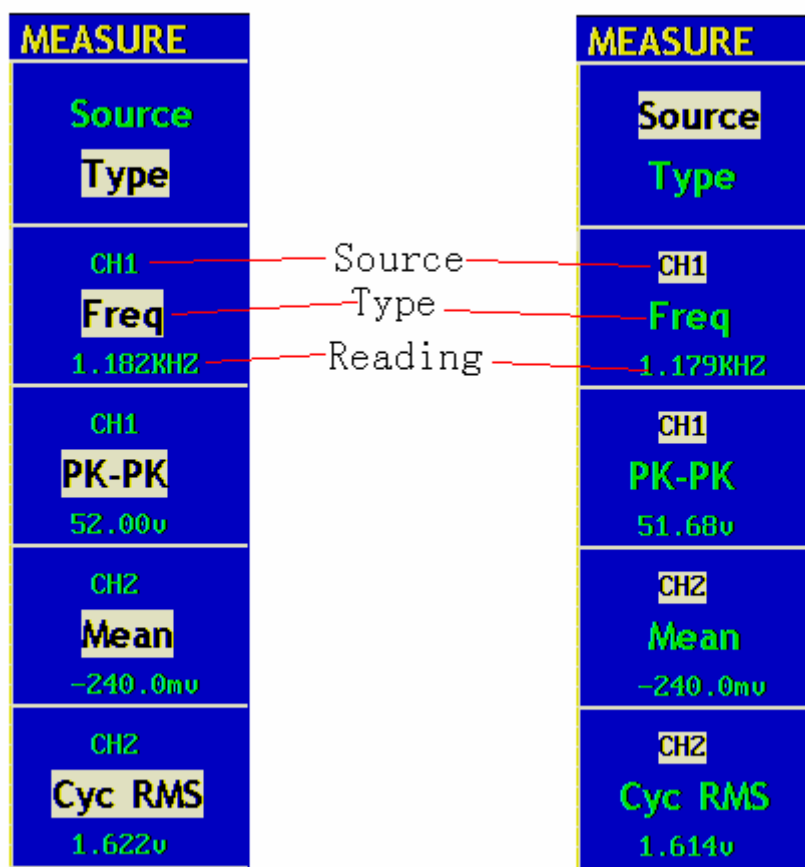 MEASURE
Source
Type
CH1
Freq
1.182KHZ
CH1
PK-PK
52.00v
CH2
Mean
-240.0mv
CH2
Cyc RMS
1.622v
Source
Type
Reading
MEASURE
Source
Type
CH1
Freq
1.179KHZ
CH1
PK-PK
51.68v
CH2
Mean
-240.0mv
CH2
Cyc RMS
1.614v